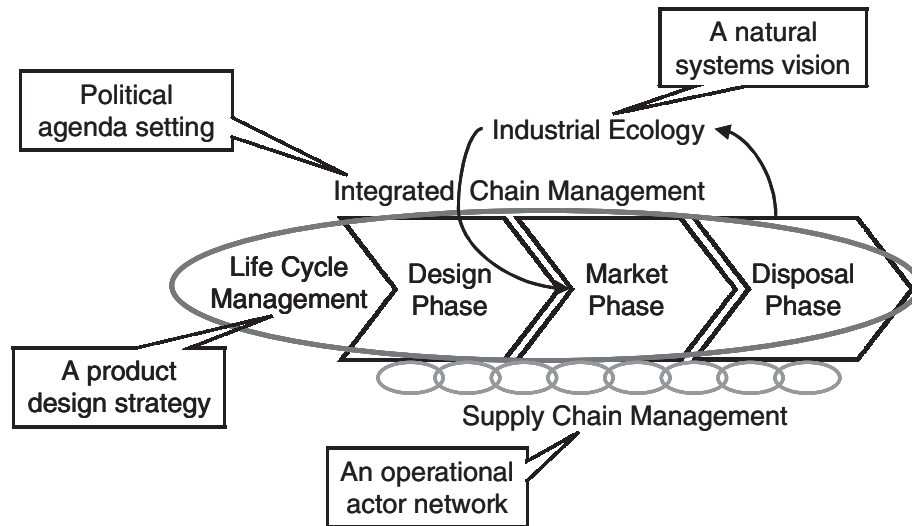 A natural
systems vision
Political
agenda setting
Industrial Ecology
Integrated Chain Management
Life Cycle
Management
Design
Phase
Market
Phase
Disposal
Phase
A product
design strategy
Supply Chain Management
An operational
actor network